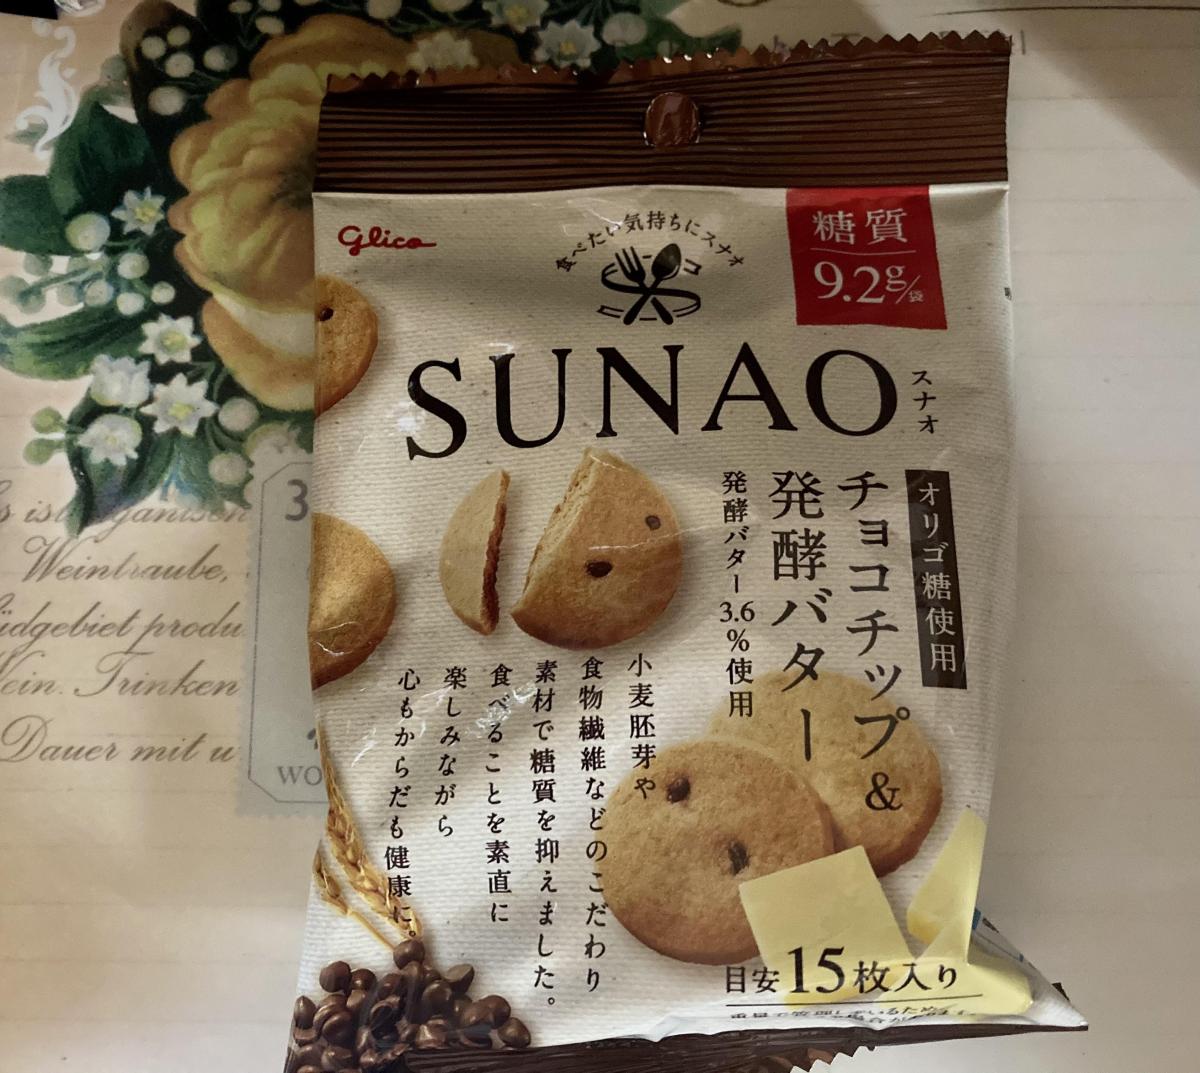 Glico
食べたい気持ちにスナオ
糖質
9.2g/袋
SUNAO
スナオ
オリゴ糖使用
チョコチップ&
発酵バター
発酵バター3.6%使用
小麦胚芽や
食物繊維などのこだわり
素材で糖質を抑えました。
食べることを素直に
楽しみながら
心もからだも健康に。
目安15枚入り
Weintraube,
Trinken
Dauer mit
WO